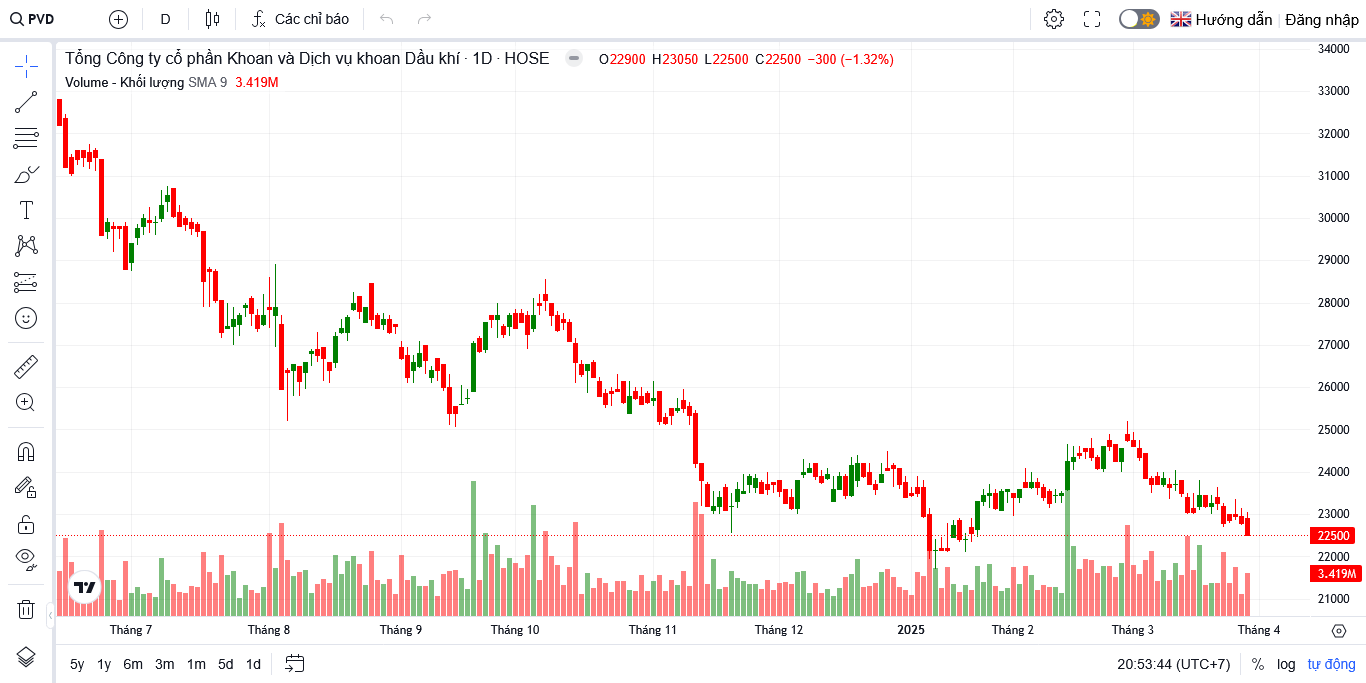 PVD D Các chỉ báo Hướng dẫn Đăng nhập
Tổng Công ty cổ phần Khoan và Dịch vụ khoan Dầu khí · 1D · HOSE O22900 H23050 L22500 C22500 −300 (−1.32%)
Volume - Khối lượng SMA 9 3.419M
34000
33000
32000
31000
30000
29000
28000
27000
26000
25000
24000
23000
22500
22000
3.419M
21000
Tháng 7 Tháng 8 Tháng 9 Tháng 10 Tháng 11 Tháng 12 2025 Tháng 2 Tháng 3 Tháng 4
5y 1y 6m 3m 1m 5d 1d 20:53:44 (UTC+7) % log tự động